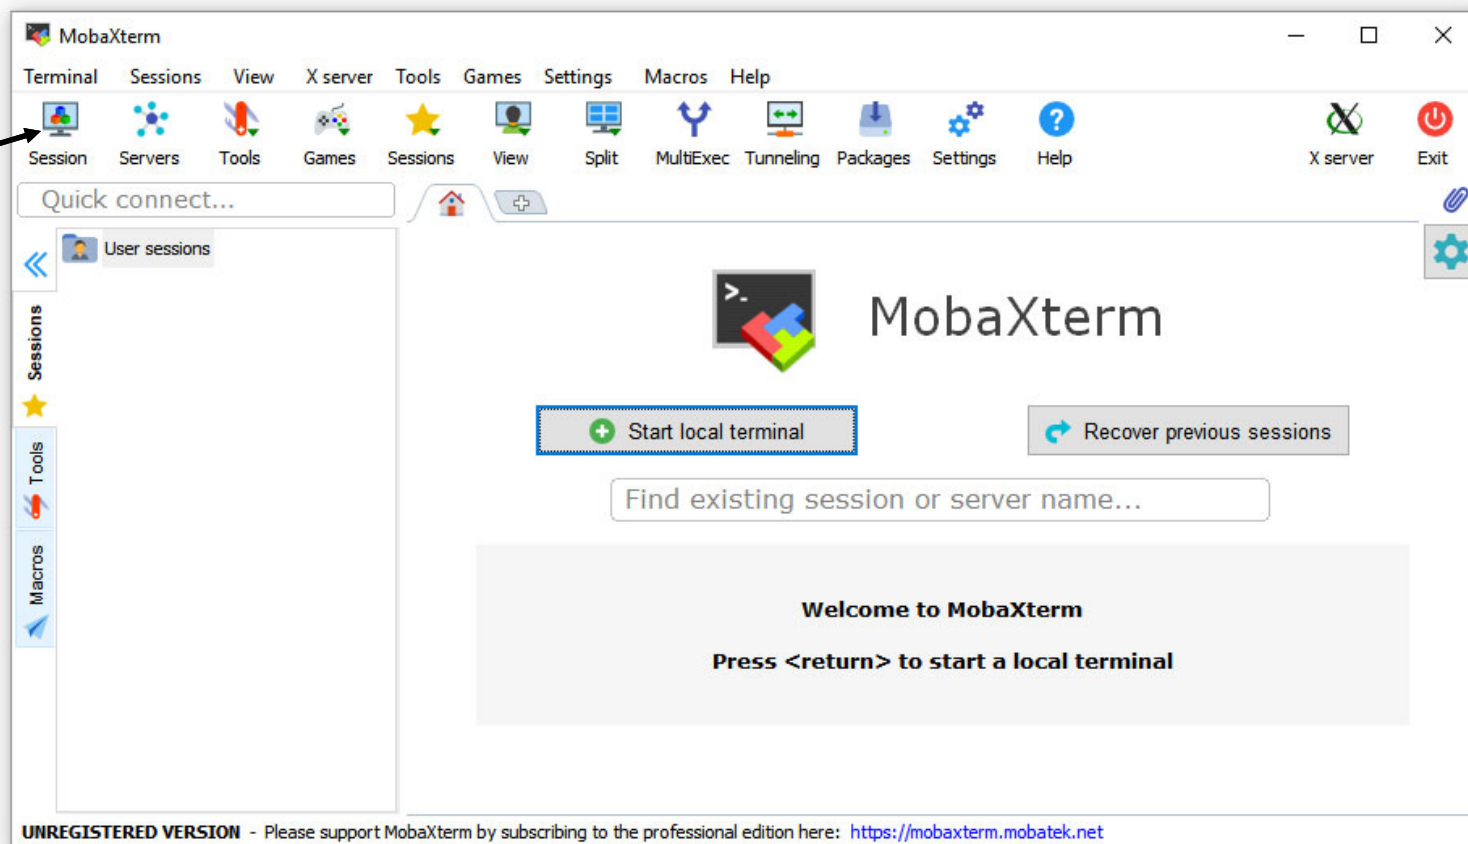 MobaXterm
Terminal Sessions View X server Tools Games Settings Macros Help
Session Servers Tools Games Sessions View Split MultiExec Tunneling Packages Settings Help X server Exit
Quick connect...
User sessions
Sessions
Tools
Macros
>_
MobaXterm
Start local terminal
Recover previous sessions
Find existing session or server name...
Welcome to MobaXterm
Press <return> to start a local terminal
UNREGISTERED VERSION - Please support MobaXterm by subscribing to the professional edition here: https://mobaxterm.mobatek.net